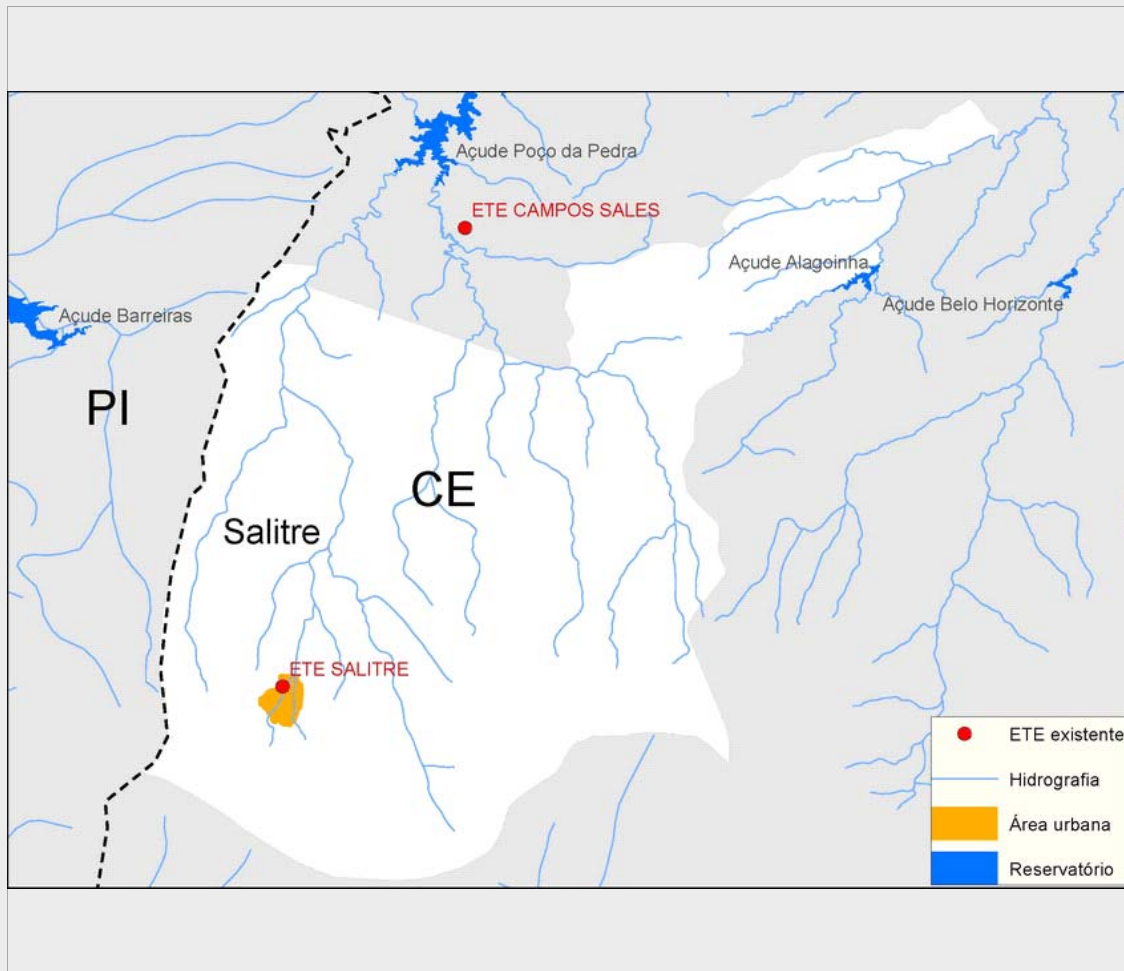 Açude Poço da Pedra
ETE CAMPOS SALES
Açude Alagoinha
Açude Belo Horizonte
Açude Barreiras
PI
CE
Salitre
ETE SALITRE
ETE existente
Hidrografia
Área urbana
Reservatório